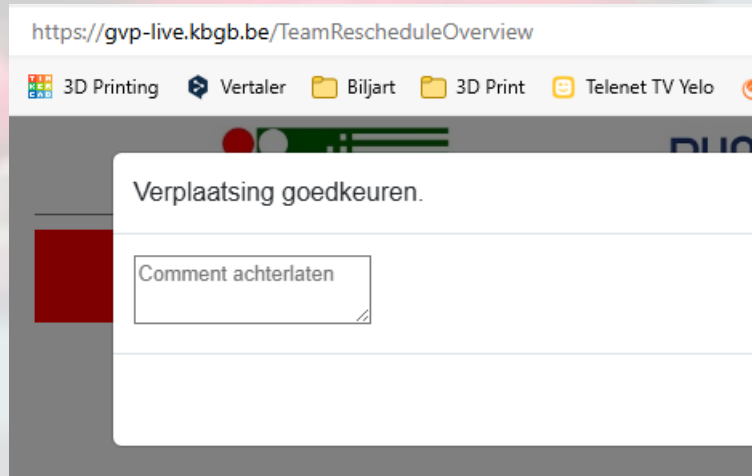 https://gvp-live.kbgb.be/TeamRescheduleOverview
3D Printing Vertaler Biljart 3D Print Telenet TV Yelo
Verplaatsing goedkeuren.
Comment achterlaten